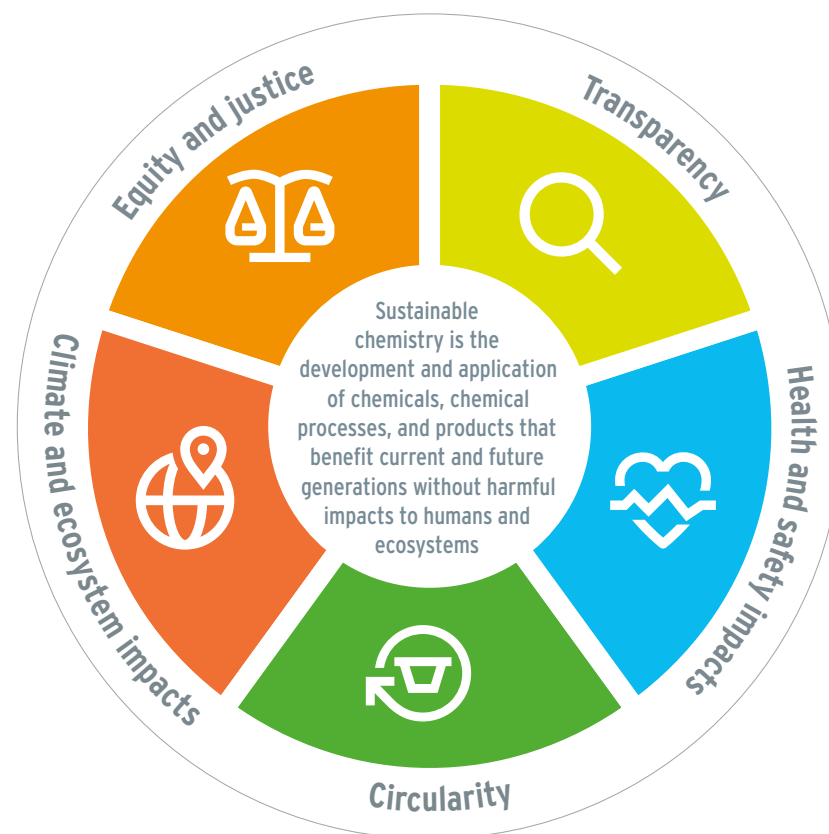 Equity and justice
Transparency
Sustainable
chemistry is the
development and application
of chemicals, chemical
processes, and products that
benefit current and future
generations without harmful
impacts to humans and
ecosystems
Climate and ecosystem impacts
Health and safety impacts
Circularity